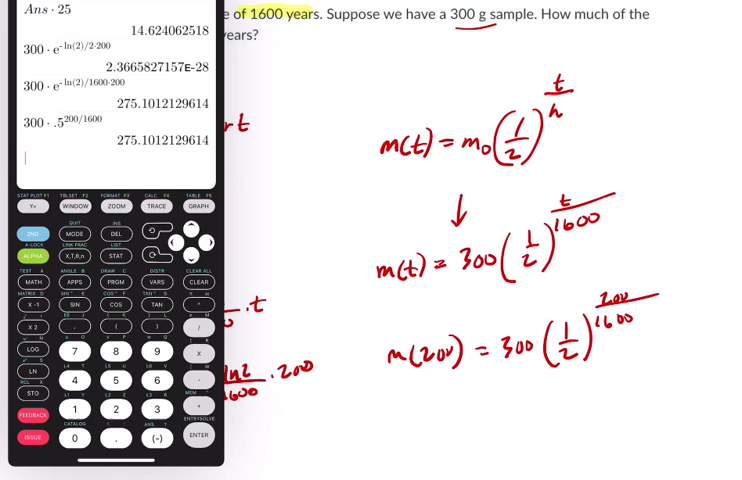 Ans · 25
e of 1600 years. Suppose we have a 300 g sample. How much of the
14.624062518
years?
300 · e^-ln(2)/2·200
2.3665827157E-28
300 · e^-ln(2)/1600·200
275.1012129614
300 · .5^200/1600
275.1012129614
rt
m(t) = m₀(1/2)^t/h
↓
m(t) = 300(1/2)^t/1600
· t
m(200) = 300(1/2)^200/1600
ln2/1600 · 200
STAT PLOT F1 TBLSET F2 FORMAT F3 CALC F4 TABLE F5
Y= WINDOW ZOOM TRACE GRAPH
QUIT INS
2ND MODE DEL
A-LOCK LINK FRAC LIST
ALPHA X,T,θ,n STAT
TEST A ANGLE B DRAW C DISTR CLEAR ALL
MATH APPS PRGM VARS CLEAR
MATRIX D SIN⁻¹ E COS⁻¹ F TAN⁻¹ G H
X -1 SIN COS TAN ^
X 2 , ( ) /
LOG 7 8 9 X
LN 4 5 6 -
RCL X
STO 1 2 3 +
FEEDBACK
CATALOG ANS ENTRYSOLVE
ISSUE 0 . (-) ENTER